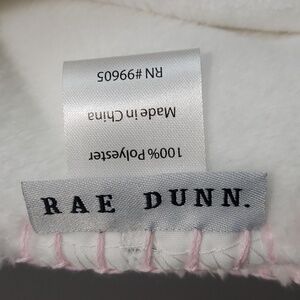 RN #99605
Made in China
100% Polyester
RAE DUNN.